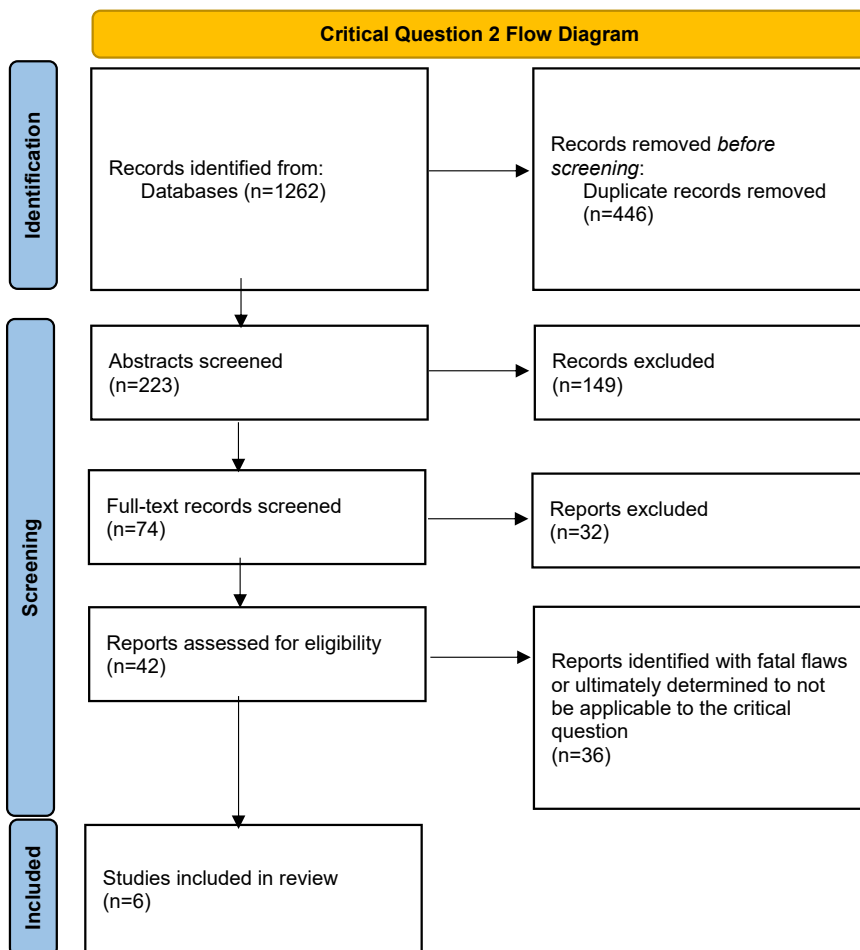 Critical Question 2 Flow Diagram
Identification
Records identified from:
Databases (n=1262)
Records removed before
screening:
Duplicate records removed
(n=446)
Screening
Abstracts screened
(n=223)
Records excluded
(n=149)
Full-text records screened
(n=74)
Reports excluded
(n=32)
Reports assessed for eligibility
(n=42)
Reports identified with fatal flaws
or ultimately determined to not
be applicable to the critical
question
(n=36)
Included
Studies included in review
(n=6)